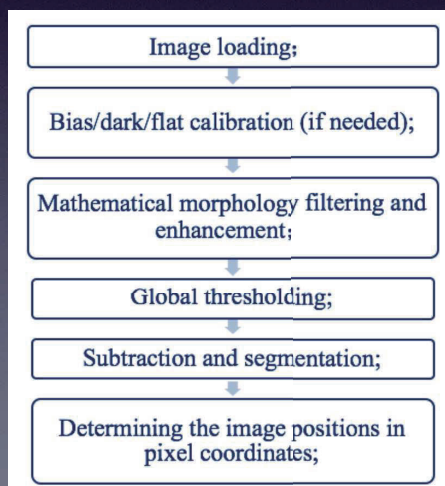 Image loading;
Bias/dark/flat calibration (if needed);
Mathematical morphology filtering and
enhancement;
Global thresholding;
Subtraction and segmentation;
Determining the image positions in
pixel coordinates;